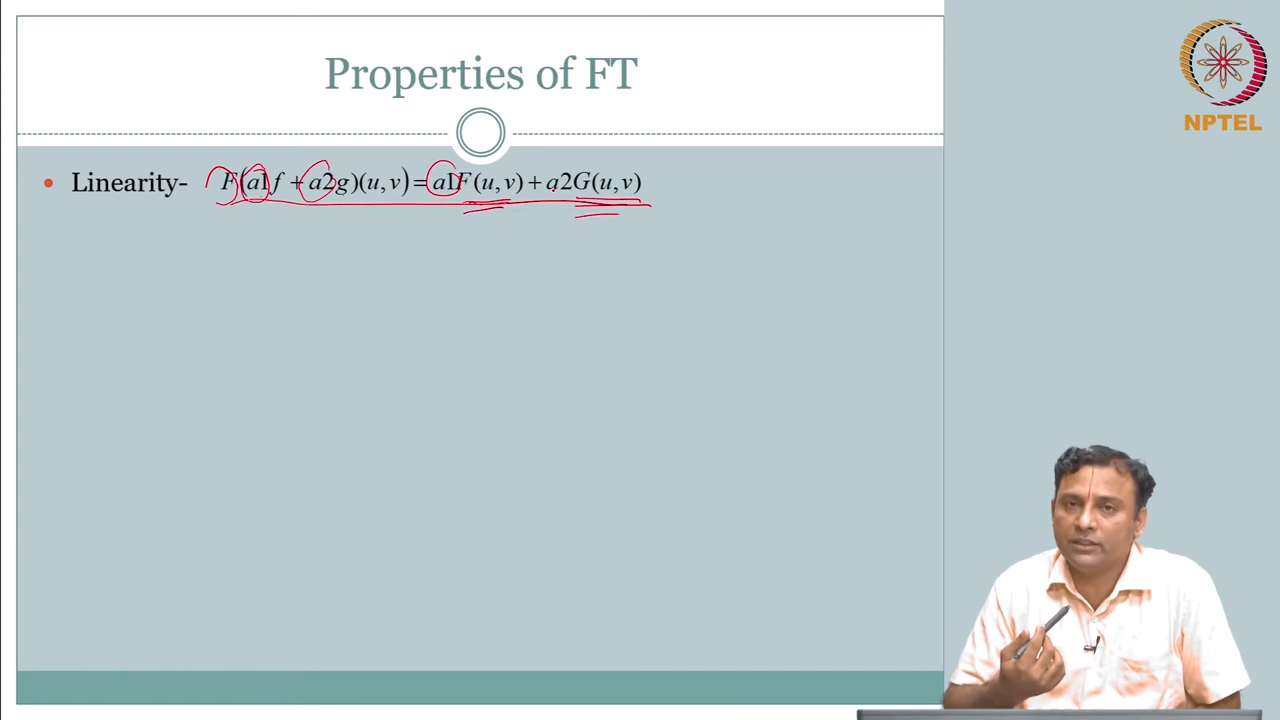 Properties of FT
NPTEL
• Linearity- F(a1f + a2g)(u,v) = a1F(u,v) + a2G(u,v)